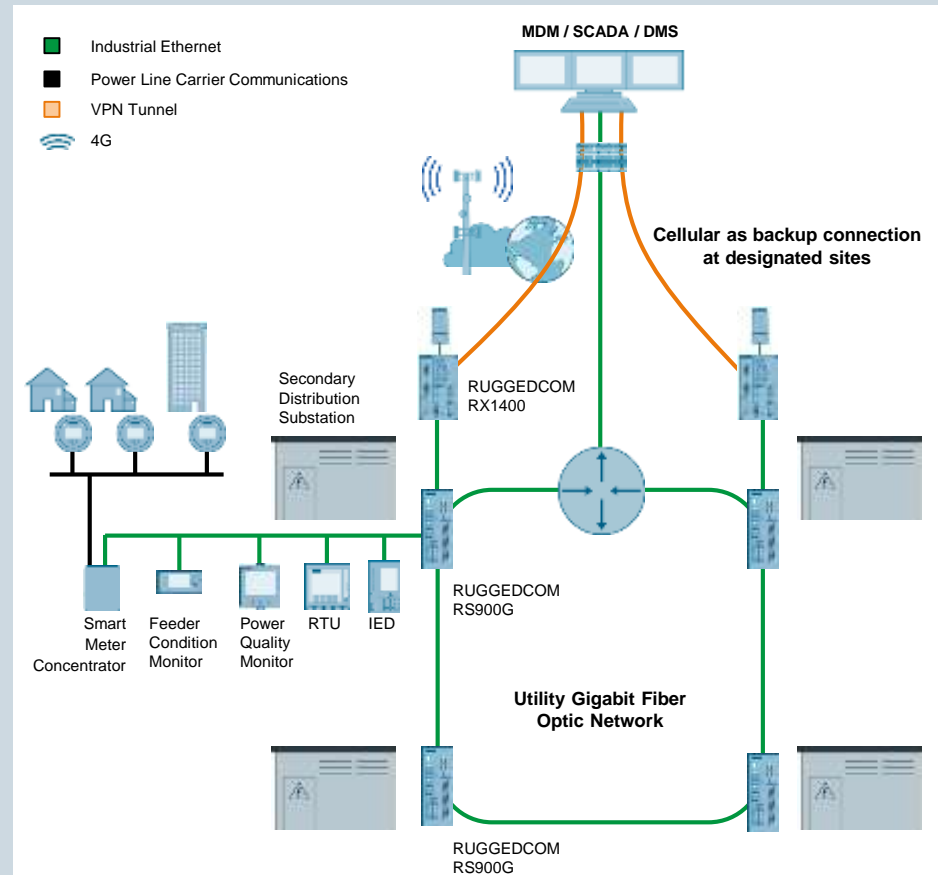 MDM / SCADA / DMS
Industrial Ethernet
Power Line Carrier Communications
VPN Tunnel
4G
Cellular as backup connection
at designated sites
Secondary
Distribution
Substation
RUGGEDCOM
RX1400
RUGGEDCOM
RS900G
Smart
Meter
Concentrator
Feeder
Condition
Monitor
Power
Quality
Monitor
RTU
IED
Utility Gigabit Fiber
Optic Network
RUGGEDCOM
RS900G